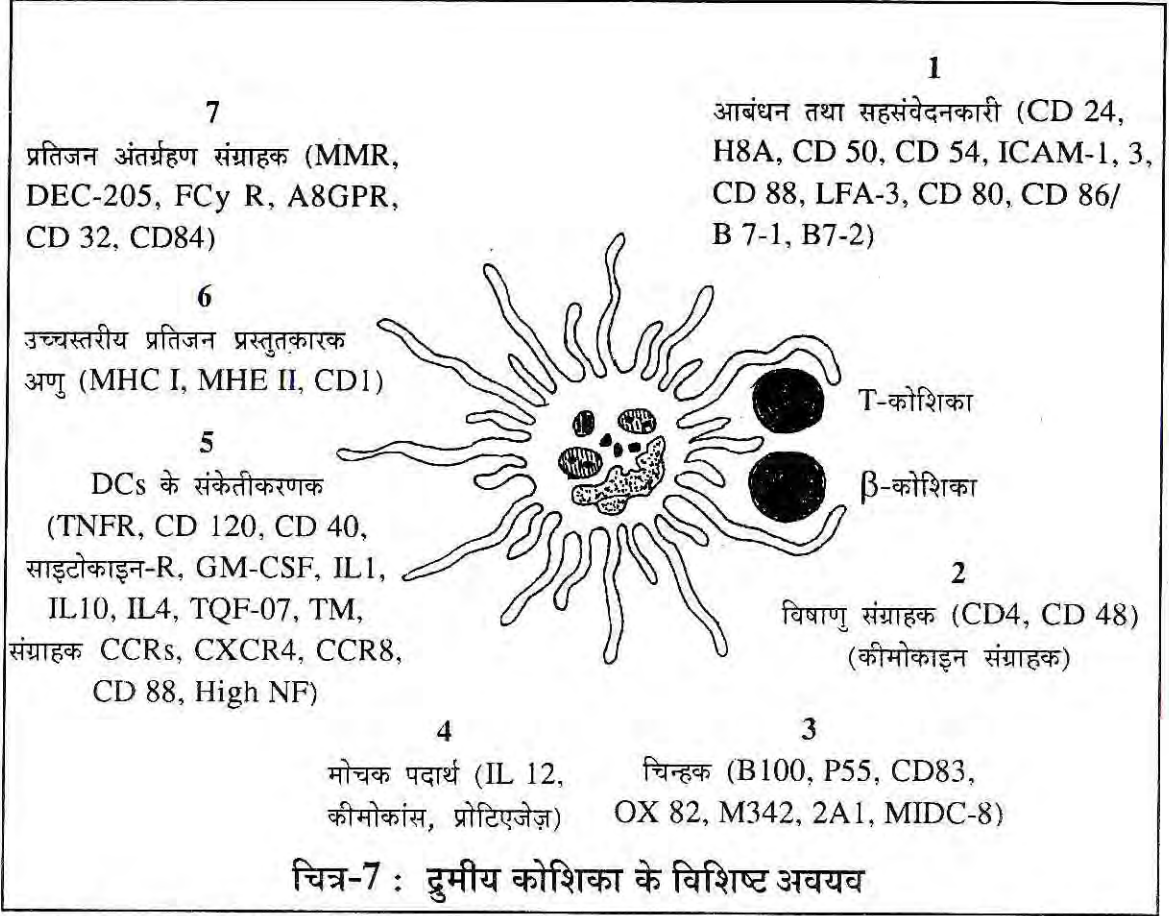 1
आबंधन तथा सहसंवेदनकारी (CD 24,
H8A, CD 50, CD 54, ICAM-1, 3,
CD 88, LFA-3, CD 80, CD 86/
B 7-1, B7-2)
T-कोशिका
β-कोशिका
2
विषाणु संग्राहक (CD4, CD 48)
(कीमोकाइन संग्राहक)
3
चिन्हक (B100, P55, CD83,
OX 82, M342, 2A1, MIDC-8)
4
मोचक पदार्थ (IL 12,
कीमोकांस, प्रोटिएजेज़)
5
DCs के संकेतीकरणक
(TNFR, CD 120, CD 40,
साइटोकाइन-R, GM-CSF, IL1,
IL10, IL4, TQF-07, TM,
संग्राहक CCRs, CXCR4, CCR8,
CD 88, High NF)
6
उच्चस्तरीय प्रतिजन प्रस्तुतकारक
अणु (MHC I, MHE II, CD1)
7
प्रतिजन अंतर्ग्रहण संग्राहक (MMR,
DEC-205, FCy R, A8GPR,
CD 32, CD84)
चित्र-7 : द्रुमीय कोशिका के विशिष्ट अवयव